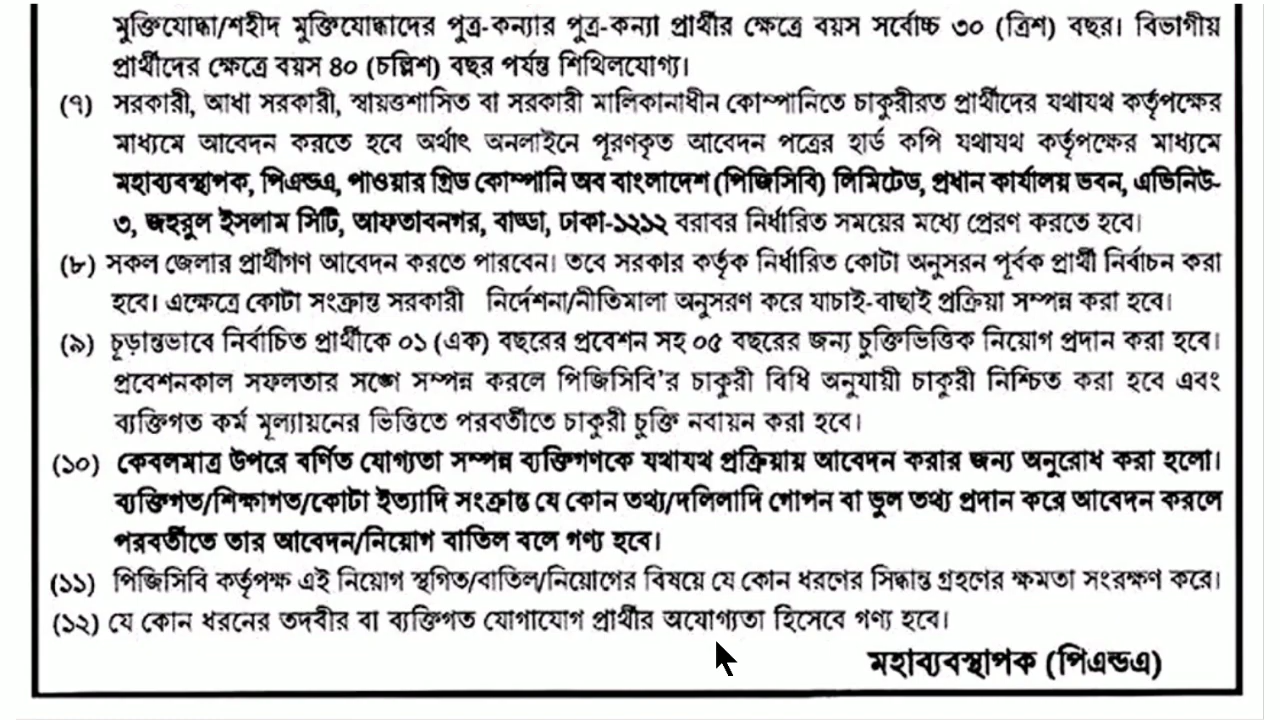 মুক্তিযোদ্ধা/শহীদ মুক্তিযোদ্ধাদের পুত্র-কন্যার পুত্র-কন্যা প্রার্থীর ক্ষেত্রে বয়স সর্বোচ্চ ৩০ (ত্রিশ) বছর। বিভাগীয়
প্রার্থীদের ক্ষেত্রে বয়স ৪০ (চল্লিশ) বছর পর্যন্ত শিথিলযোগ্য।
(৭) সরকারী, আধা সরকারী, স্বায়ত্তশাসিত বা সরকারী মালিকানাধীন কোম্পানিতে চাকুরীরত প্রার্থীদের যথাযথ কর্তৃপক্ষের
মাধ্যমে আবেদন করতে হবে অর্থাৎ অনলাইনে পূরণকৃত আবেদন পত্রের হার্ড কপি যথাযথ কর্তৃপক্ষের মাধ্যমে
মহাব্যবস্থাপক, পিএন্ডএ, পাওয়ার গ্রিড কোম্পানি অব বাংলাদেশ (পিজিসিবি) লিমিটেড, প্রধান কার্যালয় ভবন, এভিনিউ-
৩, জহুরুল ইসলাম সিটি, আফতাবনগর, বাড্ডা, ঢাকা-১২১২ বরাবর নির্ধারিত সময়ের মধ্যে প্রেরণ করতে হবে।
(৮) সকল জেলার প্রার্থীগণ আবেদন করতে পারবেন। তবে সরকার কর্তৃক নির্ধারিত কোটা অনুসরন পূর্বক প্রার্থী নির্বাচন করা
হবে। এক্ষেত্রে কোটা সংক্রান্ত সরকারী নির্দেশনা/নীতিমালা অনুসরণ করে যাচাই-বাছাই প্রক্রিয়া সম্পন্ন করা হবে।
(৯) চূড়ান্তভাবে নির্বাচিত প্রার্থীকে ০১ (এক) বছরের প্রবেশন সহ ০৫ বছরের জন্য চুক্তিভিত্তিক নিয়োগ প্রদান করা হবে।
প্রবেশনকাল সফলতার সঙ্গে সম্পন্ন করলে পিজিসিবি'র চাকুরী বিধি অনুযায়ী চাকুরী নিশ্চিত করা হবে এবং
ব্যক্তিগত কর্ম মূল্যায়নের ভিত্তিতে পরবর্তীতে চাকুরী চুক্তি নবায়ন করা হবে।
(১০) কেবলমাত্র উপরে বর্ণিত যোগ্যতা সম্পন্ন ব্যক্তিগণকে যথাযথ প্রক্রিয়ায় আবেদন করার জন্য অনুরোধ করা হলো।
ব্যক্তিগত/শিক্ষাগত/কোটা ইত্যাদি সংক্রান্ত যে কোন তথ্য/দলিলাদি গোপন বা ভুল তথ্য প্রদান করে আবেদন করলে
পরবর্তীতে তার আবেদন/নিয়োগ বাতিল বলে গণ্য হবে।
(১১) পিজিসিবি কর্তৃপক্ষ এই নিয়োগ স্থগিত/বাতিল/নিয়োগের বিষয়ে যে কোন ধরণের সিদ্ধান্ত গ্রহণের ক্ষমতা সংরক্ষণ করে।
(১২) যে কোন ধরনের তদবীর বা ব্যক্তিগত যোগাযোগ প্রার্থীর অযোগ্যতা হিসেবে গণ্য হবে।
মহাব্যবস্থাপক (পিএন্ডএ)